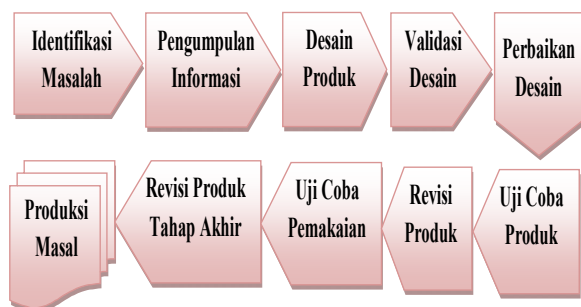 Identifikasi
Masalah
Pengumpulan
Informasi
Desain
Produk
Validasi
Desain
Perbaikan
Desain
Uji Coba
Produk
Revisi
Produk
Uji Coba
Pemakaian
Revisi Produk
Tahap Akhir
Produksi
Masal